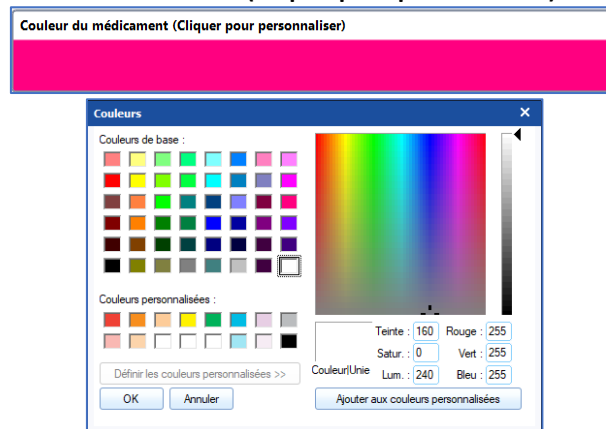 Couleur du médicament (Cliquer pour personnaliser)
Couleurs
Couleurs de base :
Couleurs personnalisées :
Définir les couleurs personnalisées >>
OK Annuler
Couleur|Unie
Teinte : 160 Rouge : 255
Satur. : 0 Vert : 255
Lum. : 240 Bleu : 255
Ajouter aux couleurs personnalisées